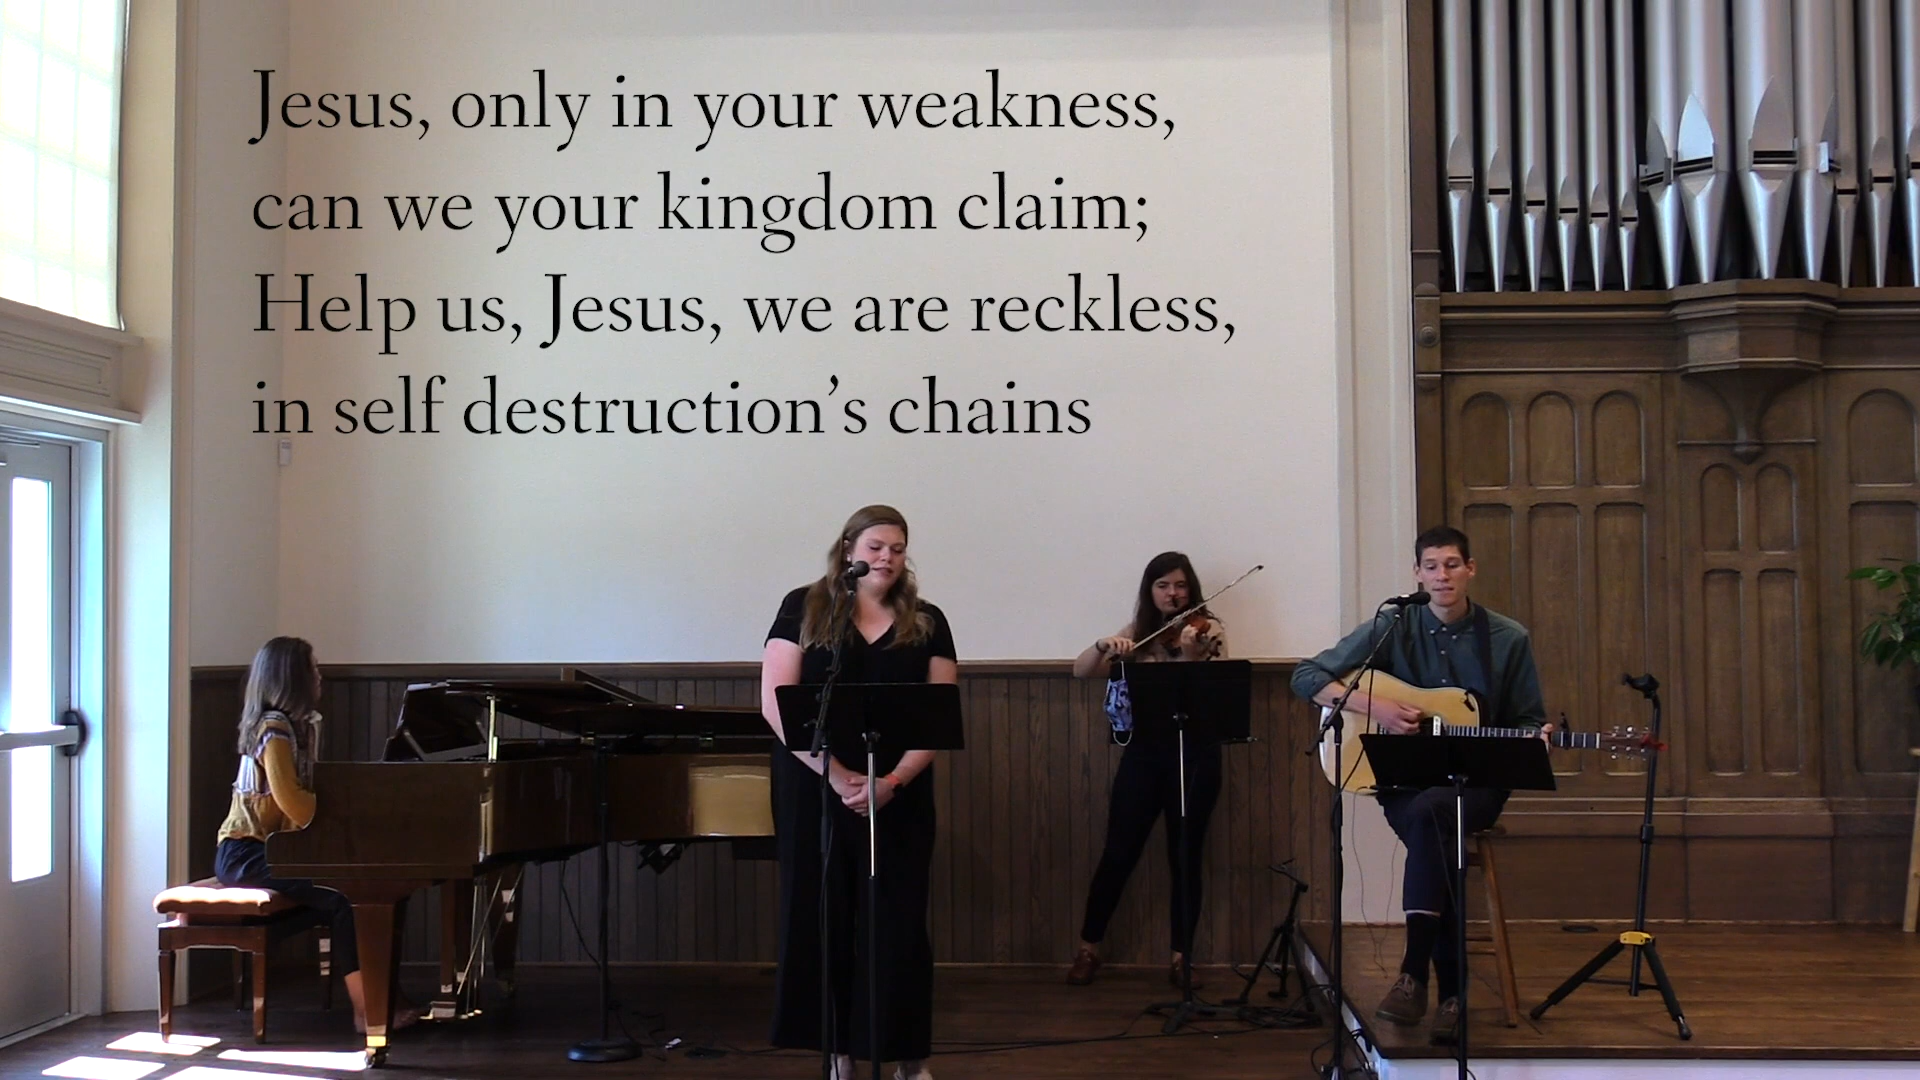 Jesus, only in your weakness,
can we your kingdom claim;
Help us, Jesus, we are reckless,
in self destruction’s chains